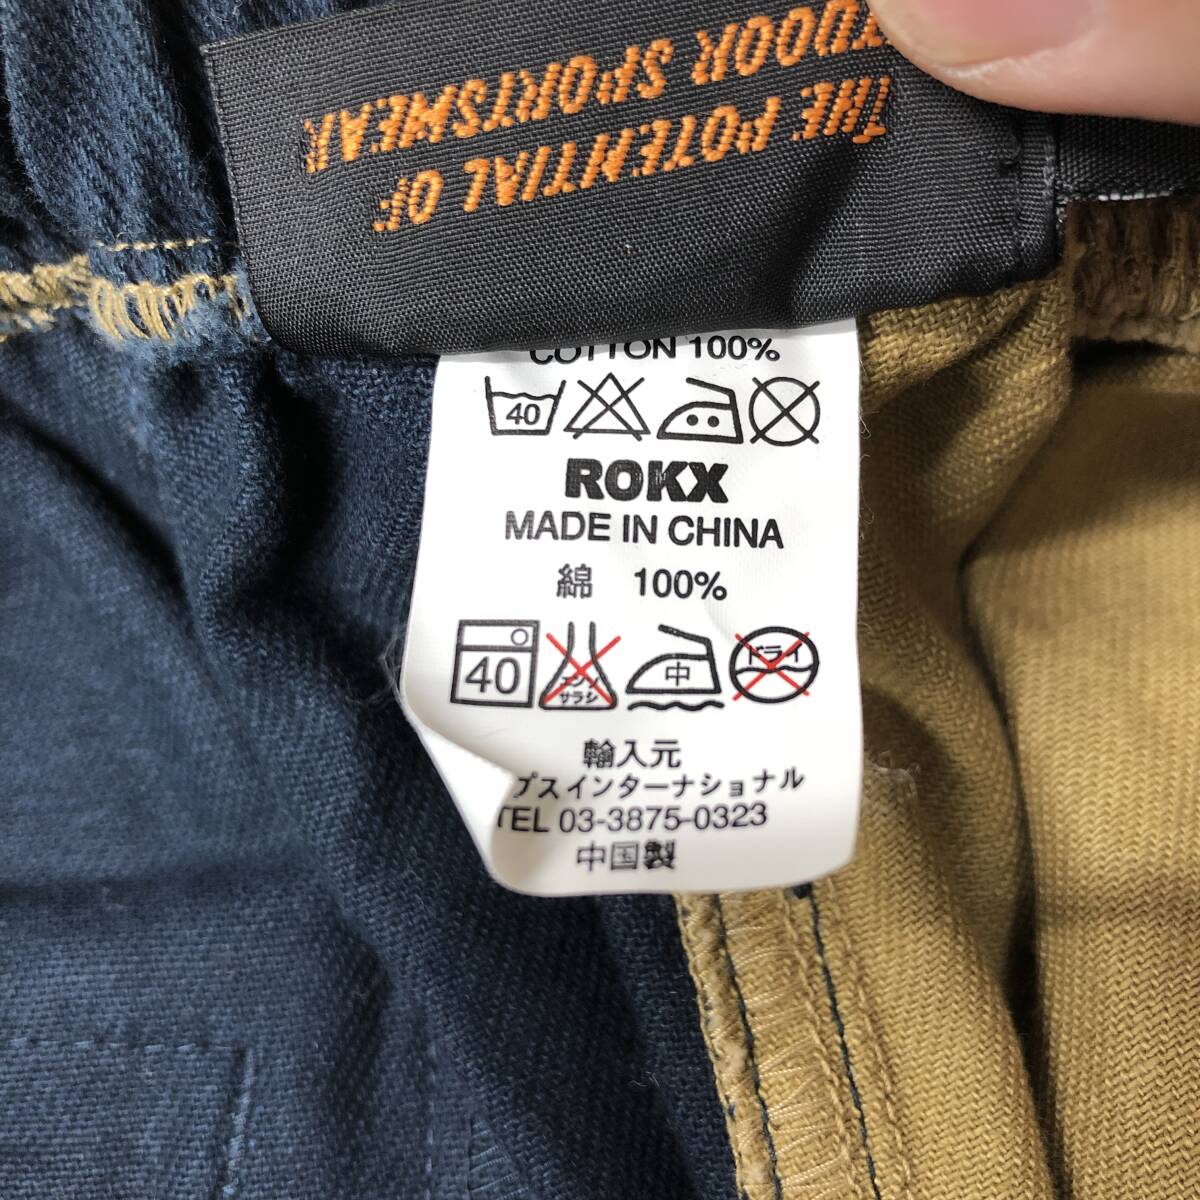 THE POTENTIAL OF
TDOOR SPORTSWEAR
COTTON 100%
40
ROKX
MADE IN CHINA
綿 100%
40 エンソ サラシ 中 ドライ
輸入元
プスインターナショナル
TEL 03-3875-0323
中国製